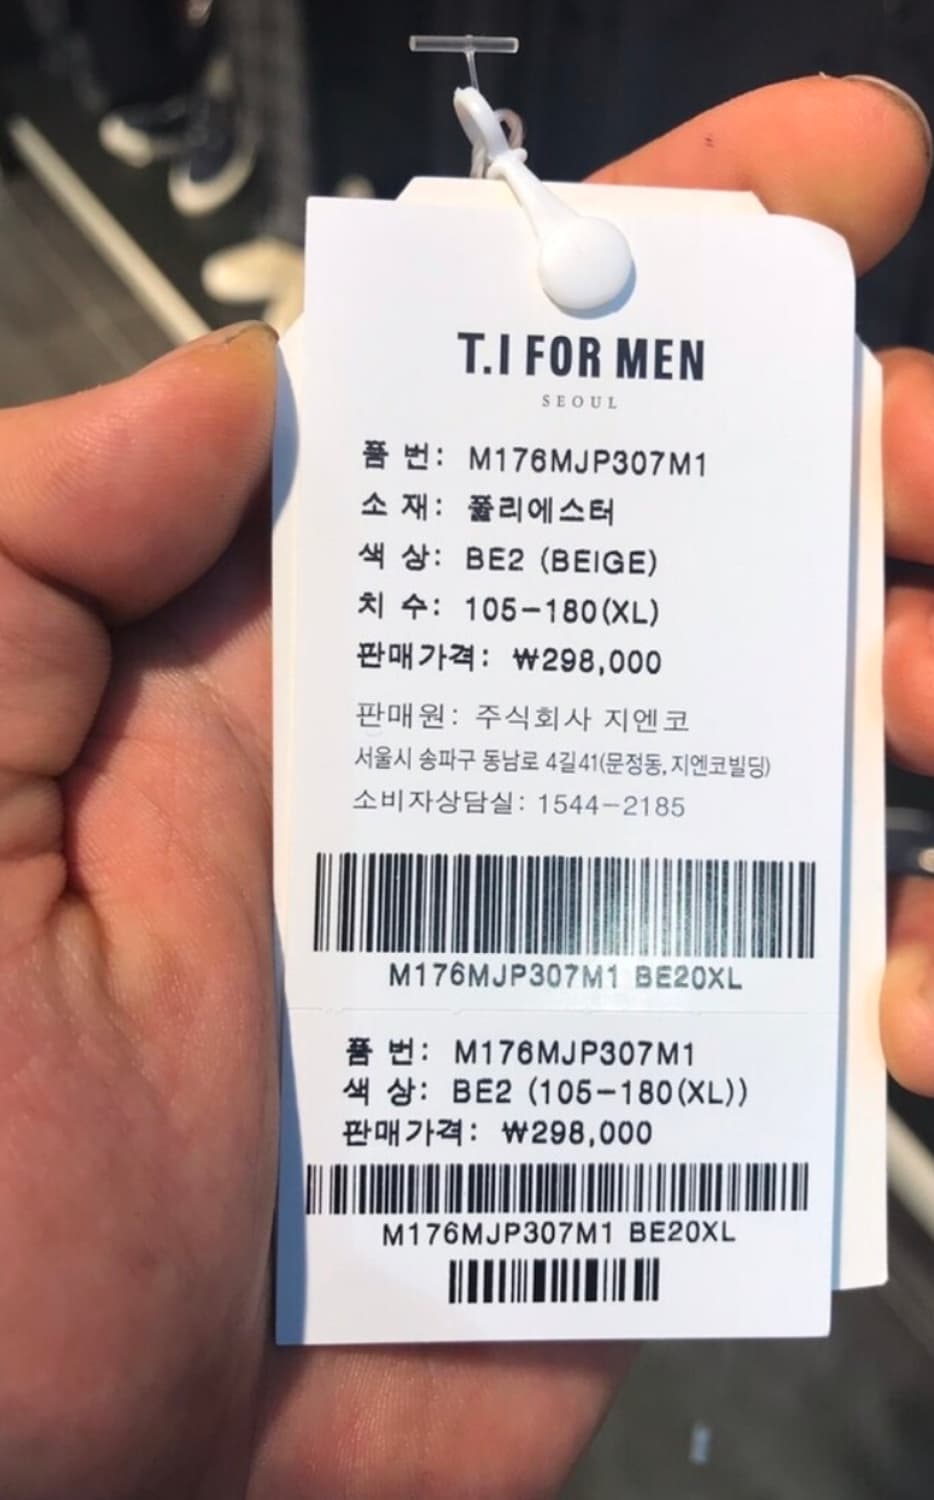 T.I FOR MEN
SEOUL
품 번: M176MJP307M1
소 재: 폴리에스터
색 상: BE2 (BEIGE)
치 수: 105-180(XL)
판매가격: ₩298,000
판매원: 주식회사 지엔코
서울시 송파구 동남로 4길41(문정동, 지엔코빌딩)
소비자상담실: 1544-2185
M176MJP307M1 BE20XL
품 번: M176MJP307M1
색 상: BE2 (105-180(XL))
판매가격: ₩298,000
M176MJP307M1 BE20XL